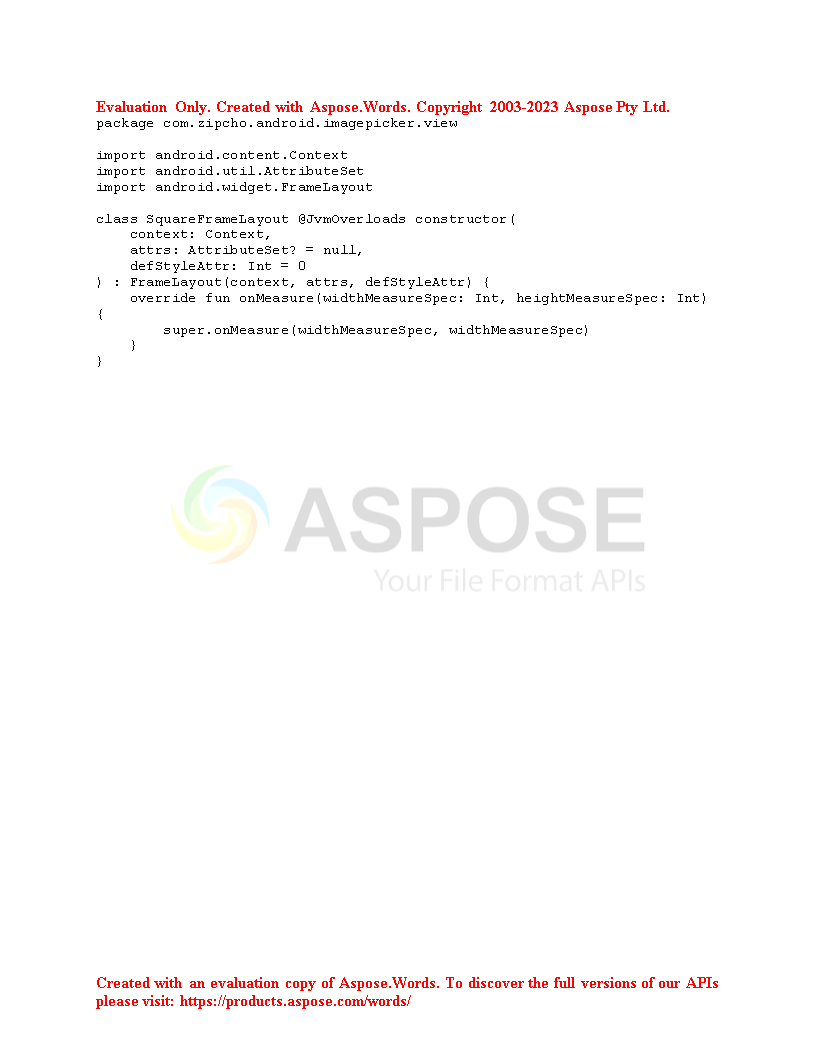 Evaluation Only. Created with Aspose.Words. Copyright 2003-2023 Aspose Pty Ltd.
package com.zipcho.android.imagepicker.view

import android.content.Context
import android.util.AttributeSet
import android.widget.FrameLayout

class SquareFrameLayout @JvmOverloads constructor(
    context: Context,
    attrs: AttributeSet? = null,
    defStyleAttr: Int = 0
) : FrameLayout(context, attrs, defStyleAttr) {
    override fun onMeasure(widthMeasureSpec: Int, heightMeasureSpec: Int)
{
        super.onMeasure(widthMeasureSpec, widthMeasureSpec)
    }
}
ASPOSE
Your File Format APIs
Created with an evaluation copy of Aspose.Words. To discover the full versions of our APIs
please visit: https://products.aspose.com/words/